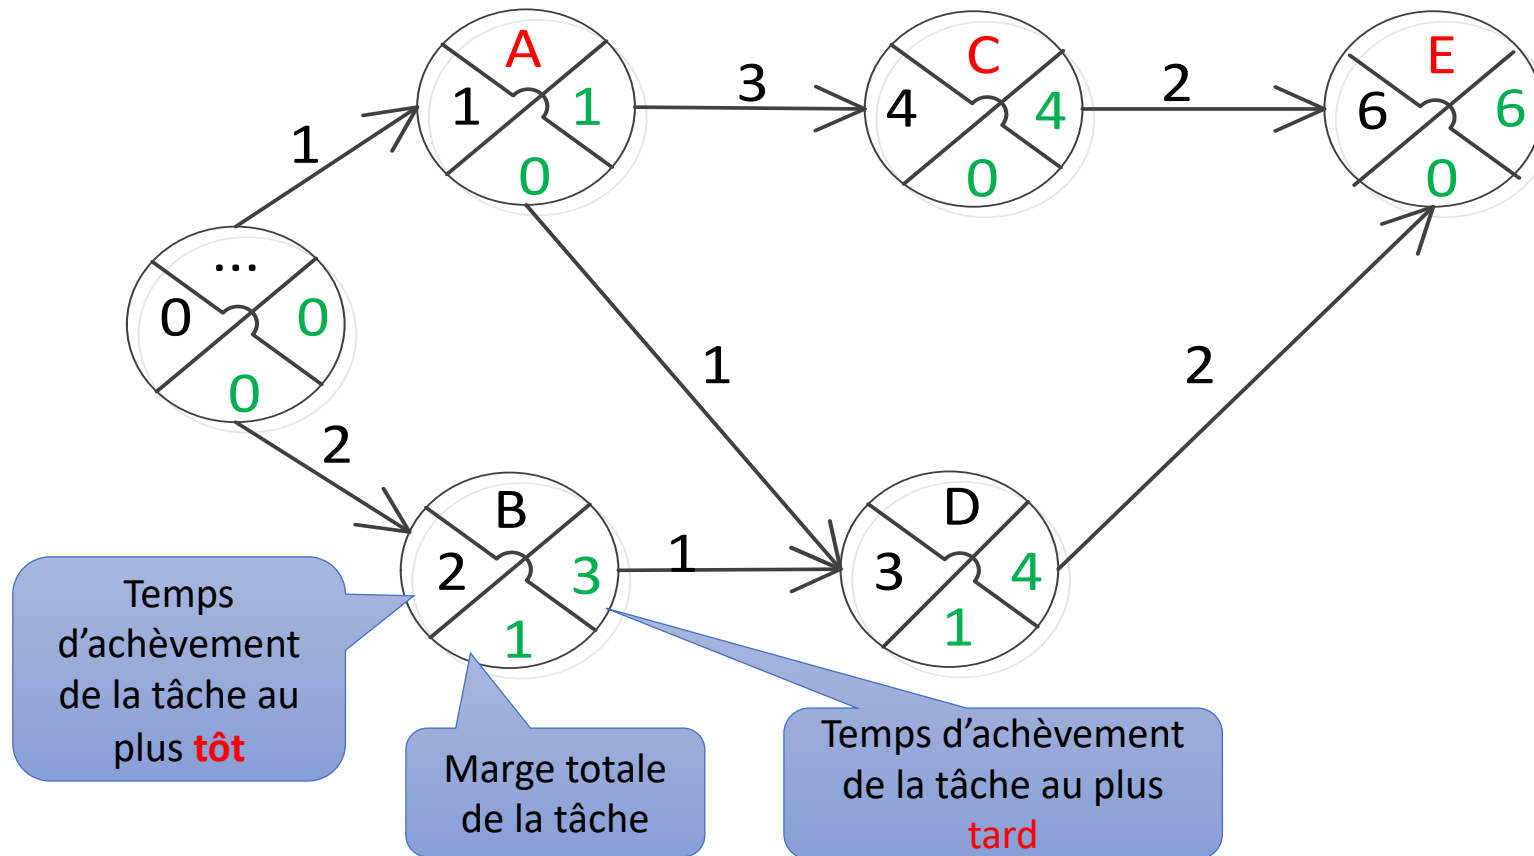 A
1
1
0
3
C
4
4
0
2
E
6
6
0
1
...
0
0
0
2
1
2
B
2
3
1
1
D
3
4
1
Temps
d’achèvement
de la tâche au
plus tôt
Marge totale
de la tâche
Temps d’achèvement
de la tâche au plus
tard